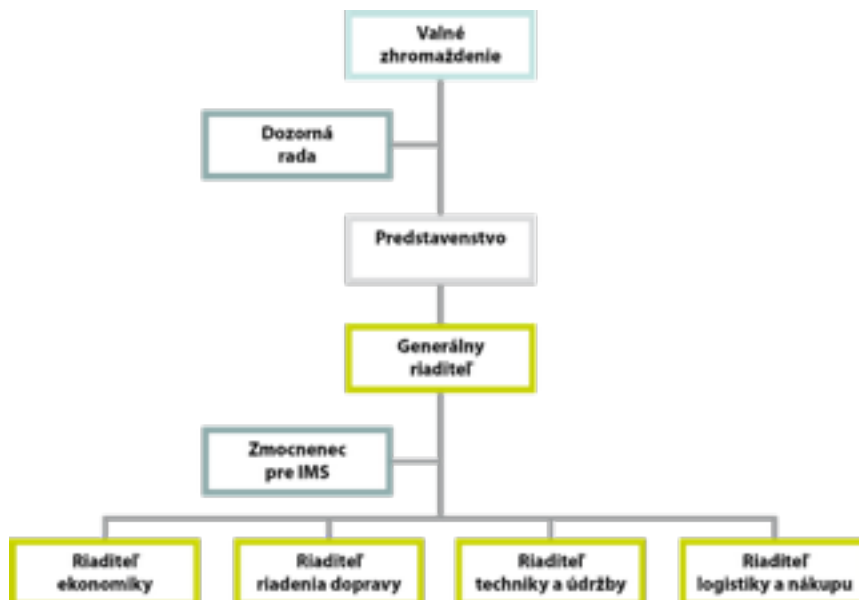 Valné
zhromaždenie
Dozorná
rada
Predstavenstvo
Generálny
riaditeľ
Zmocnenec
pre IMS
Riaditeľ
ekonomiky
Riaditeľ
riadenia dopravy
Riaditeľ
techniky a údržby
Riaditeľ
logistiky a nákupu